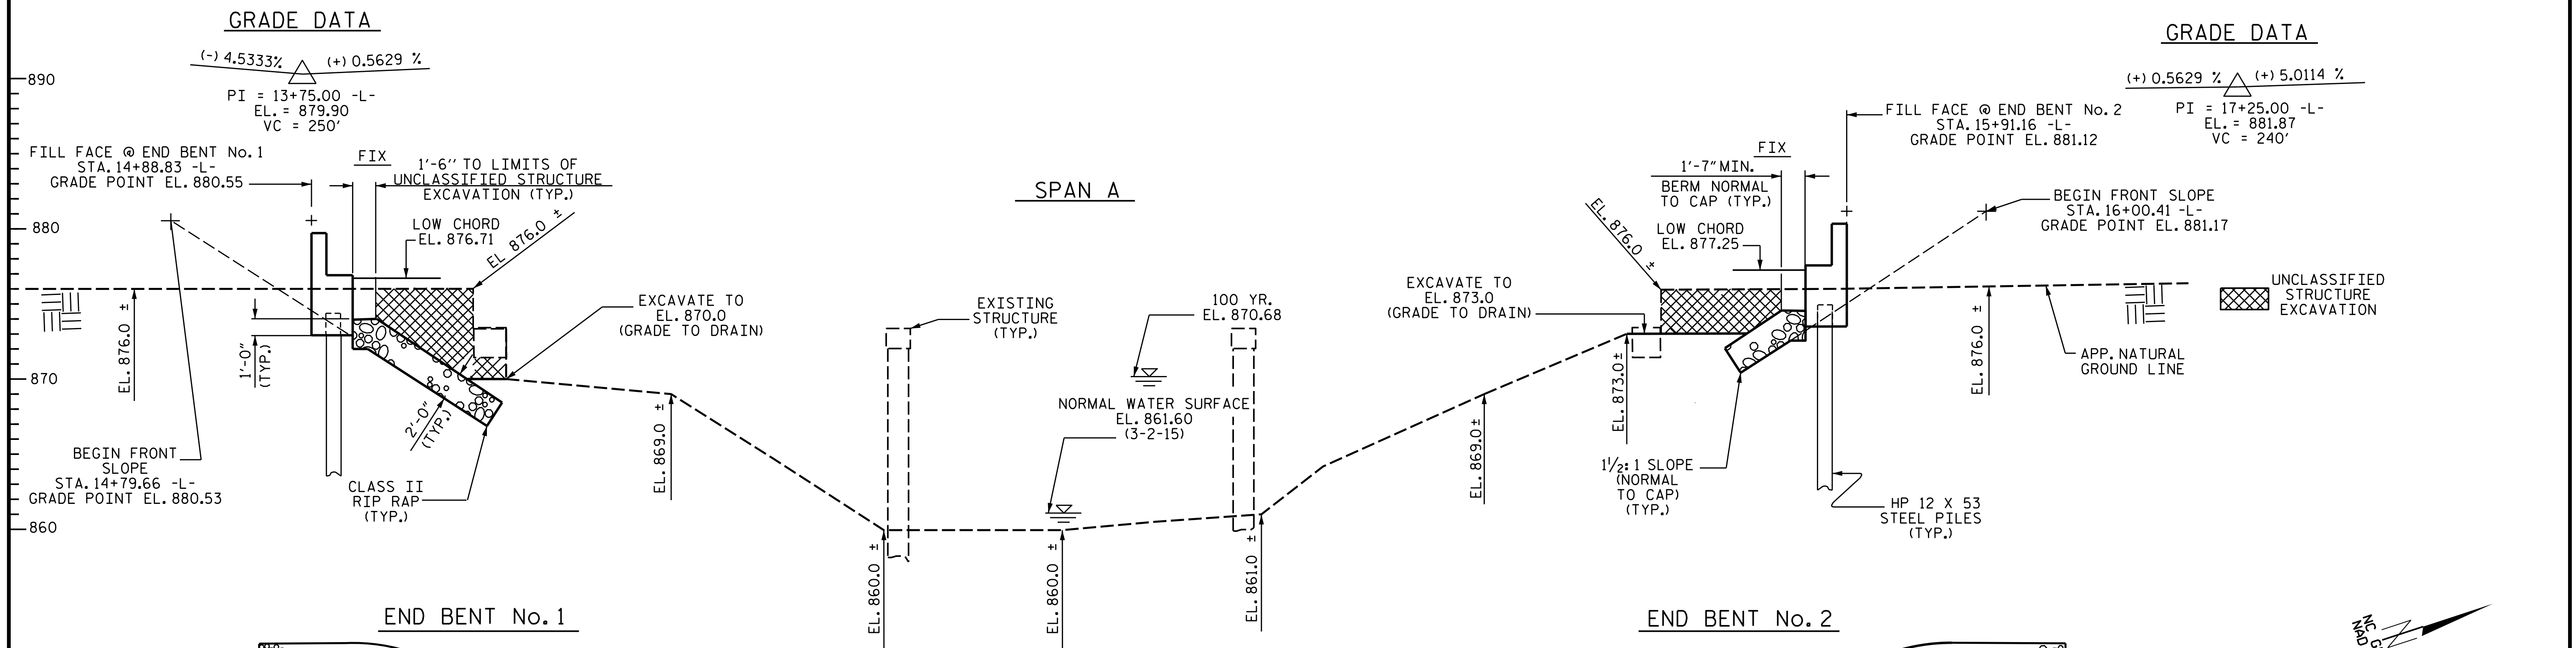 GRADE DATA
(-) 4.5333% (+) 0.5629 %
PI = 13+75.00 -L-
EL. = 879.90
VC = 250'
890
880
870
860
FILL FACE @ END BENT No. 1
STA. 14+88.83 -L-
GRADE POINT EL. 880.55
FIX
1'-6'' TO LIMITS OF
UNCLASSIFIED STRUCTURE
EXCAVATION (TYP.)
LOW CHORD
EL. 876.71
EL 876.0 ±
EL. 876.0 ±
1'-0"
(TYP.)
2'-0"
(TYP.)
BEGIN FRONT
SLOPE
STA. 14+79.66 -L-
GRADE POINT EL. 880.53
CLASS II
RIP RAP
(TYP.)
EXCAVATE TO
EL. 870.0
(GRADE TO DRAIN)
EL. 869.0 ±
END BENT No. 1
SPAN A
EXISTING
STRUCTURE
(TYP.)
100 YR.
EL. 870.68
NORMAL WATER SURFACE
EL. 861.60
(3-2-15)
EL. 860.0 ±
EL. 860.0 ±
EL. 861.0 ±
EXCAVATE TO
EL. 873.0
(GRADE TO DRAIN)
EL. 869.0 ±
EL. 873.0 ±
EL. 876.0 ±
FIX
1'-7" MIN.
BERM NORMAL
TO CAP (TYP.)
LOW CHORD
EL. 877.25
1 1/2: 1 SLOPE
(NORMAL
TO CAP)
(TYP.)
FILL FACE @ END BENT No. 2
STA. 15+91.16 -L-
GRADE POINT EL. 881.12
GRADE DATA
(+) 0.5629 % (+) 5.0114 %
PI = 17+25.00 -L-
EL. = 881.87
VC = 240'
BEGIN FRONT SLOPE
STA. 16+00.41 -L-
GRADE POINT EL. 881.17
UNCLASSIFIED
STRUCTURE
EXCAVATION
EL. 876.0 ±
APP. NATURAL
GROUND LINE
HP 12 X 53
STEEL PILES
(TYP.)
END BENT No. 2
NC
NAD